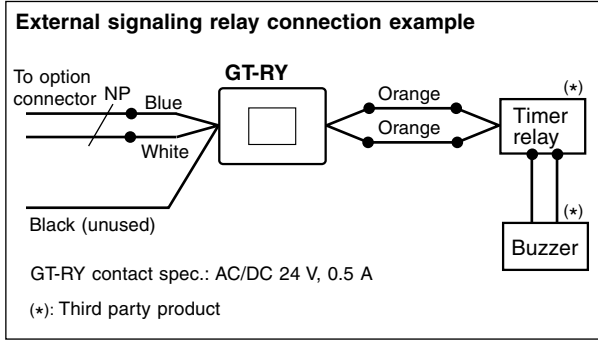 External signaling relay connection example
GT-RY
To option
connector
NP
Blue
White
Black (unused)
Orange
Orange
(*)
Timer
relay
(*)
Buzzer
GT-RY contact spec.: AC/DC 24 V, 0.5 A
(*): Third party product